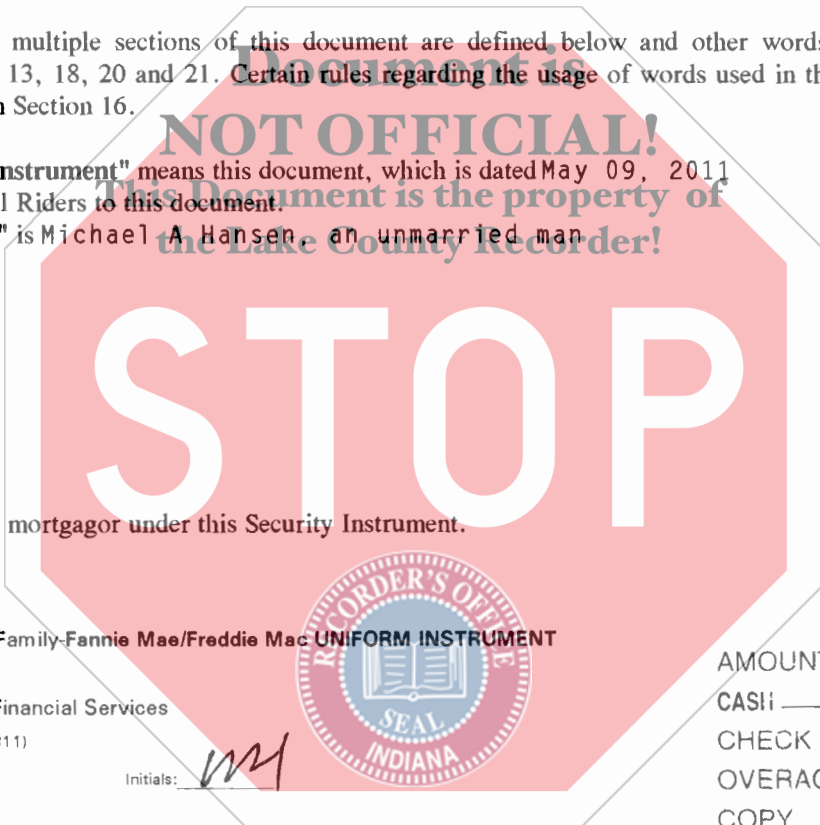 multiple sections of this document are defined below and other words
Document is
13, 18, 20 and 21. Certain rules regarding the usage of words used in th
Section 16.
NOT OFFICIAL!
nstrument" means this document, which is dated May 09, 2011
This Document is the property of
l Riders to this document.
" is Michael A Hansen, an unmarried man
the Lake County Recorder!
STOP
mortgagor under this Security Instrument.
RECORDER'S OFFICE
Family-Fannie Mae/Freddie Mac UNIFORM INSTRUMENT
AMOUNT
Financial Services
CASH
SEAL
311)
CHECK
INDIANA
Initials:
OVERAG
COPY